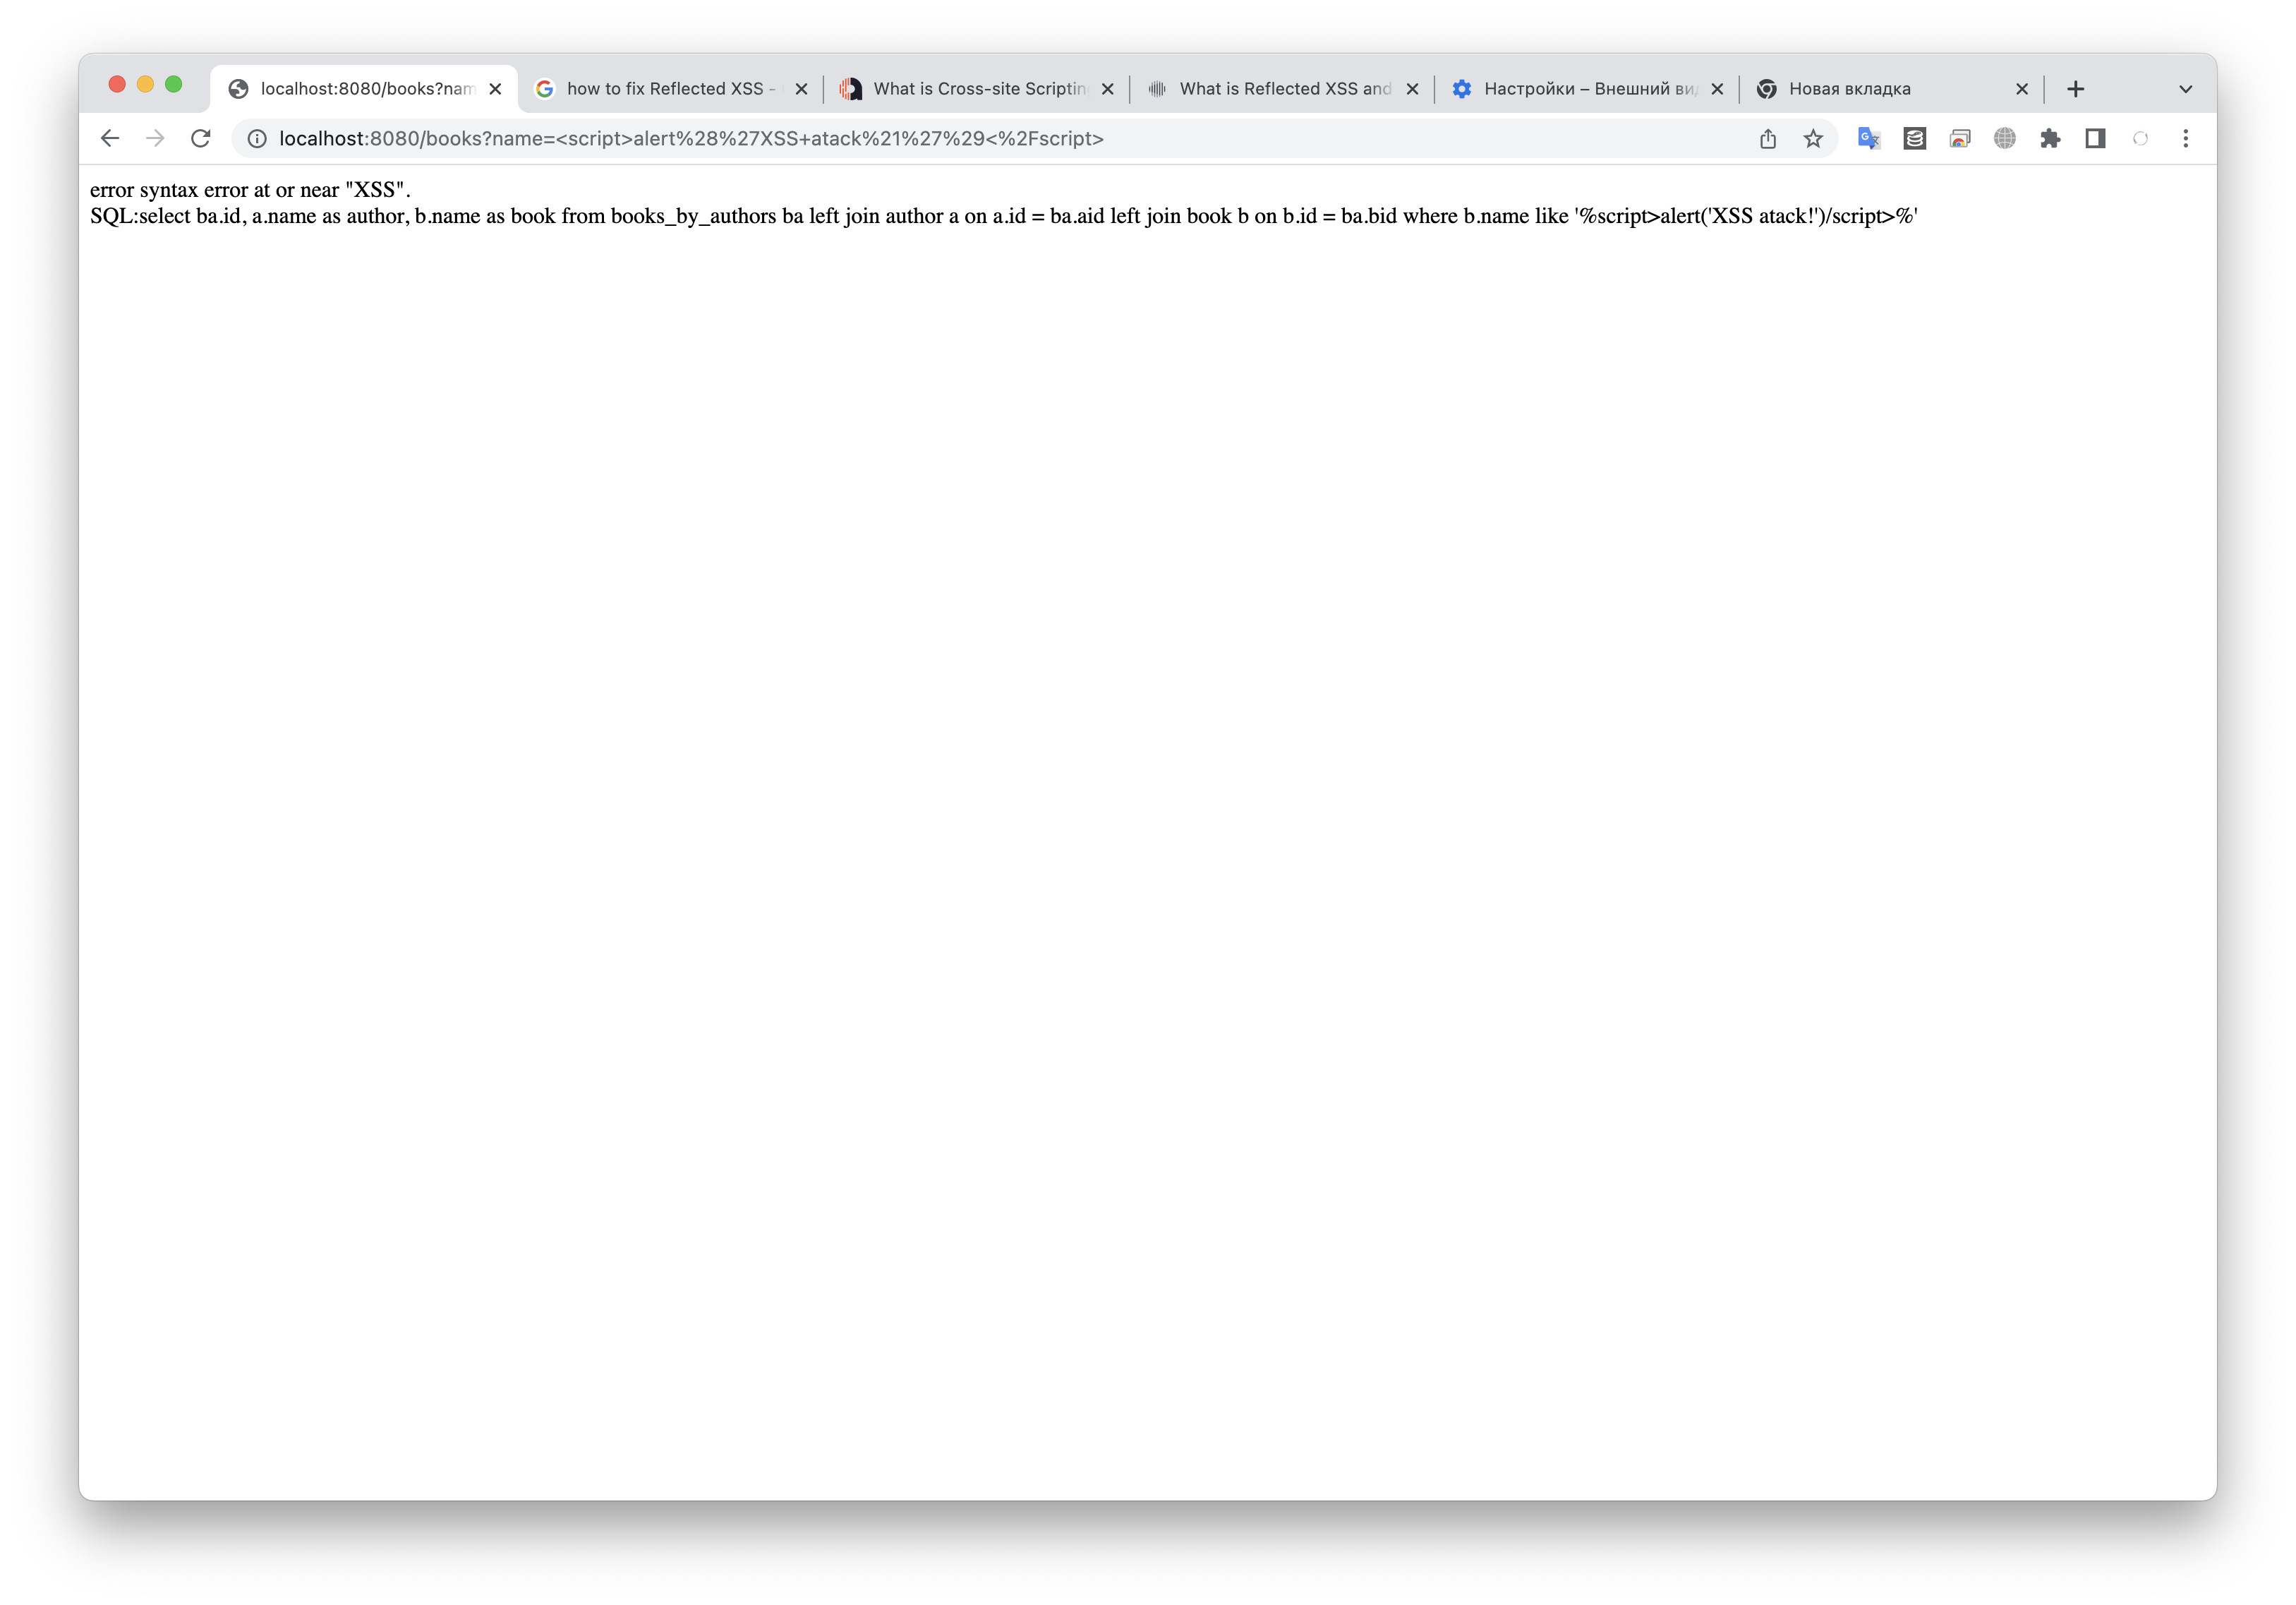 localhost:8080/books?nam
how to fix Reflected XSS -
What is Cross-site Scriptin
What is Reflected XSS and
Настройки – Внешний ви
Новая вкладка
localhost:8080/books?name=<script>alert%28%27XSS+atack%21%27%29<%2Fscript>
error syntax error at or near "XSS".
SQL:select ba.id, a.name as author, b.name as book from books_by_authors ba left join author a on a.id = ba.aid left join book b on b.id = ba.bid where b.name like '%script>alert('XSS atack!')/script>%'